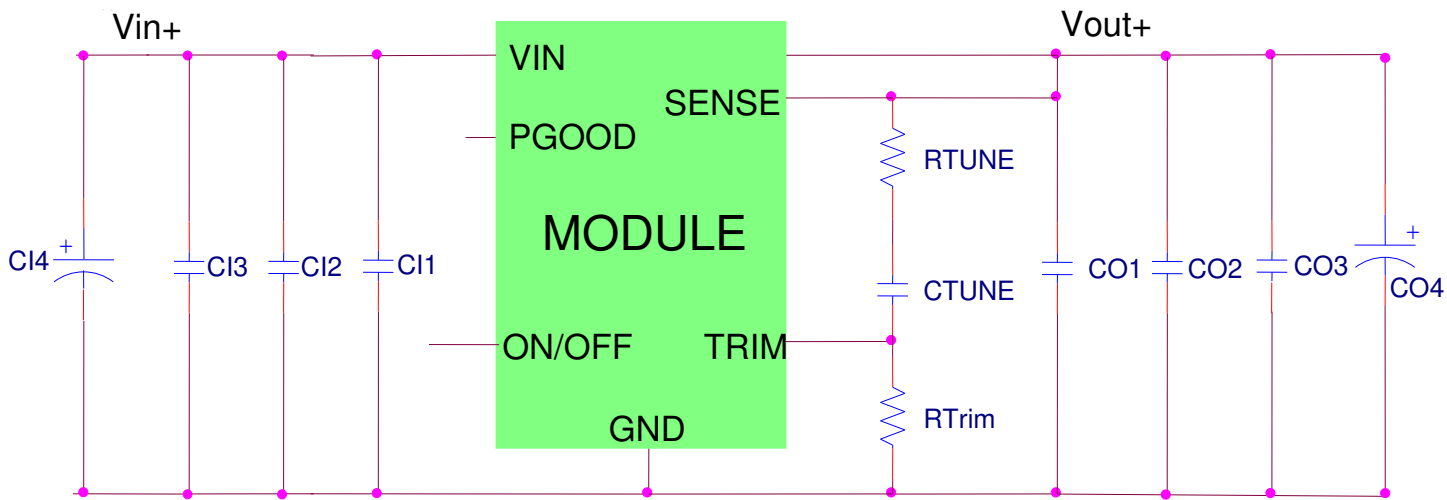 Vin+
Vout+
VIN
SENSE
PGOOD
RTUNE
MODULE
CI4
+
CI3
CI2
CI1
CTUNE
CO1
CO2
CO3
+
CO4
ON/OFF
TRIM
RTrim
GND